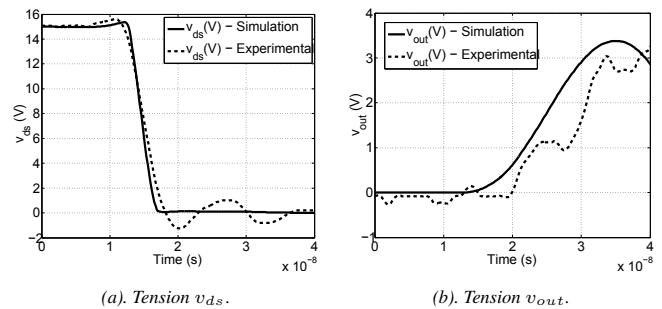 16
14
12
10
8
6
4
2
0
−2
0
1
2
3
4
Time (s)
x 10⁻⁸
v_ds (V)
v_ds(V) − Simulation
v_ds(V) − Experimental
(a). Tension v_ds.
4
3
2
1
0
−1
0
1
2
3
4
Time (s)
x 10⁻⁸
v_out (V)
v_out(V) − Simulation
v_out(V) − Experimental
(b). Tension v_out.